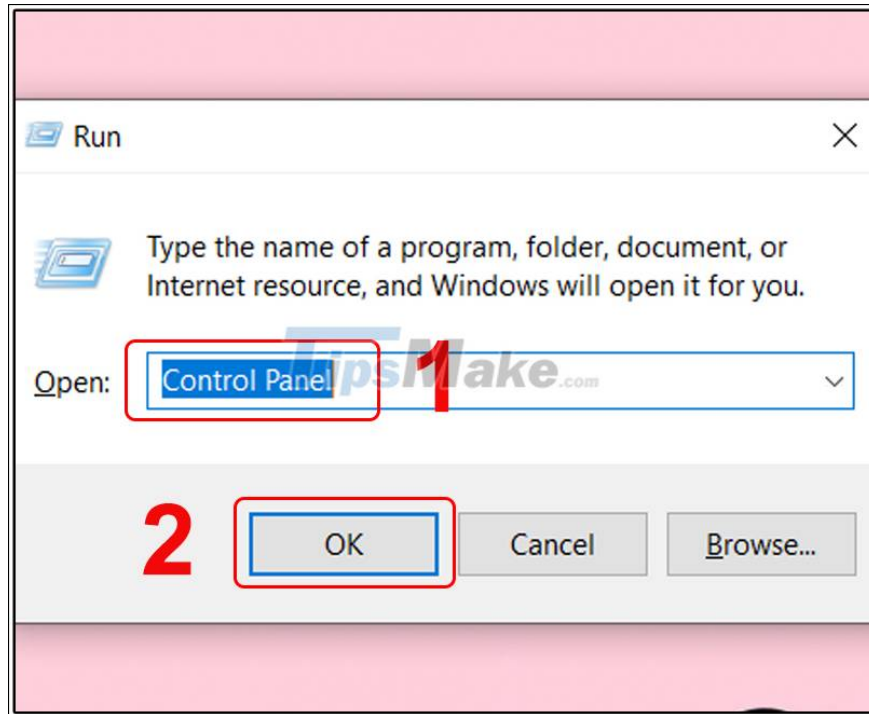 Run
Type the name of a program, folder, document, or
Internet resource, and Windows will open it for you.
Open: Control Panel
TipsMake.com
1
2
OK Cancel Browse...